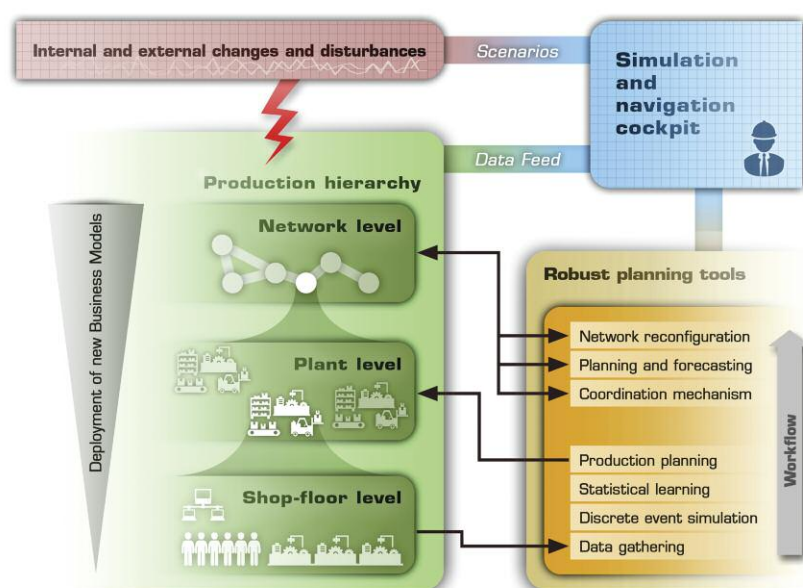 Internal and external changes and disturbances
Scenarios
Simulation
and
navigation
cockpit
Data Feed
Production hierarchy
Deployment of new Business Models
Network level
Plant level
Shop-floor level
Robust planning tools
Network reconfiguration
Planning and forecasting
Coordination mechanism
Production planning
Statistical learning
Discrete event simulation
Data gathering
Workflow